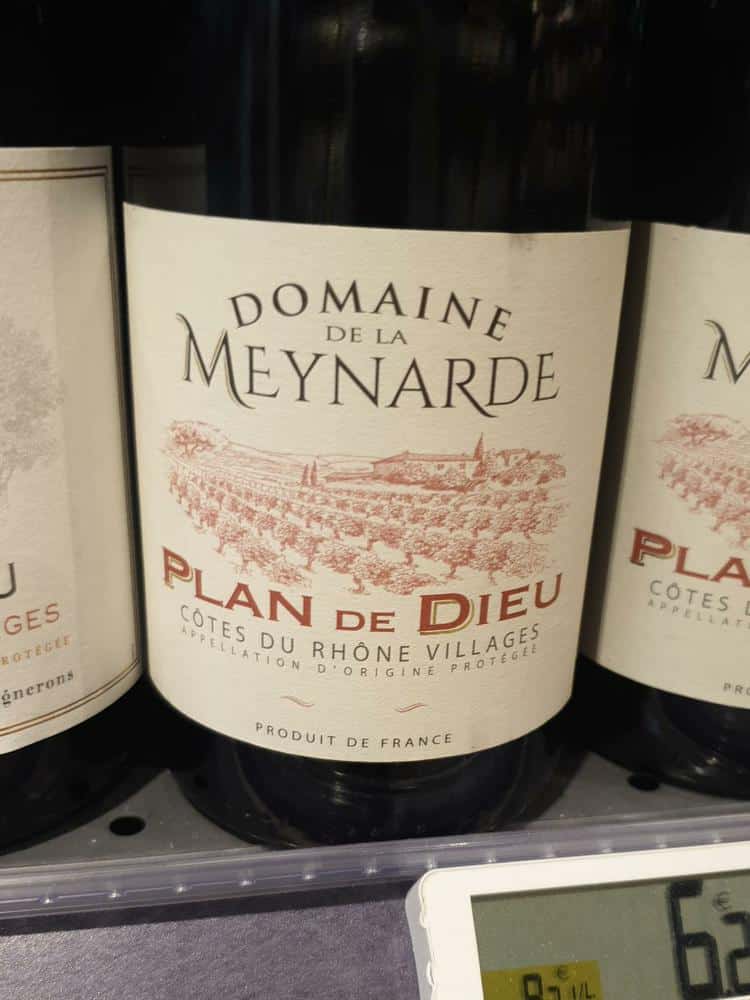 DOMAINE
DE LA
MEYNARDE
PLAN DE DIEU
CÔTES DU RHÔNE VILLAGES
APPELLATION D'ORIGINE PROTÉGÉE
PRODUIT DE FRANCE